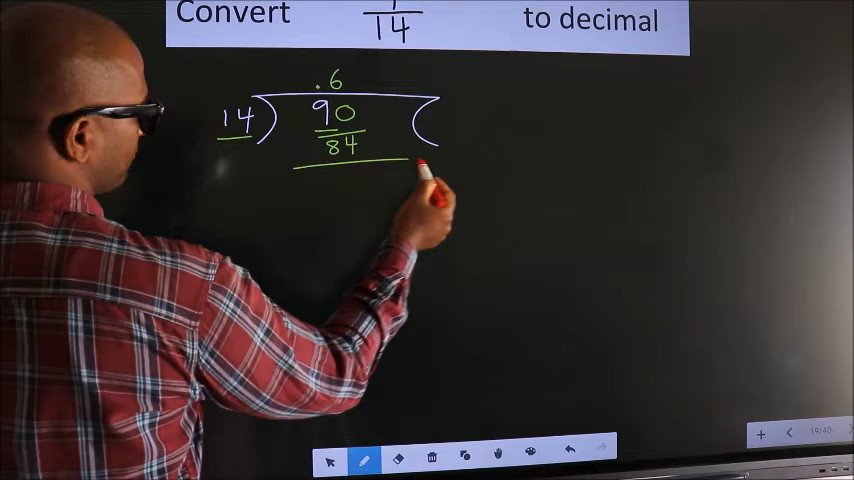 Convert
14
to decimal
.6
14 ) 90 (
84
19/40